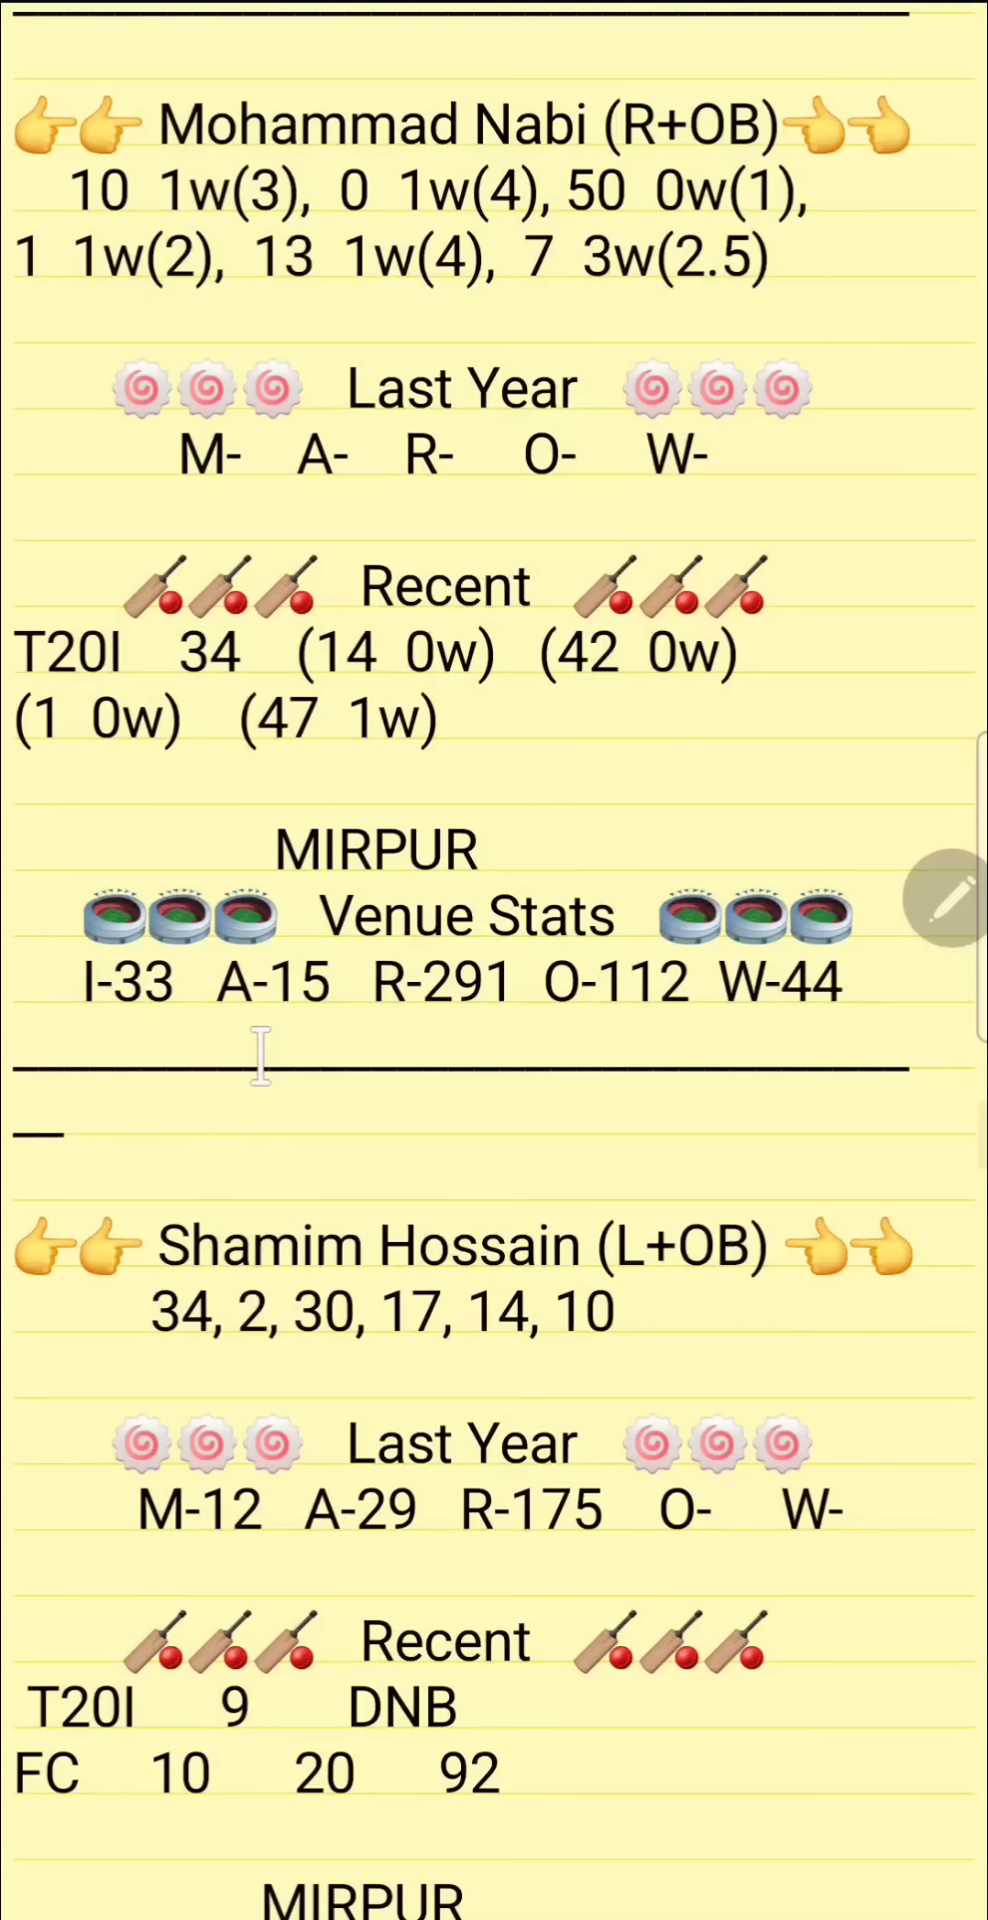 👉👉 Mohammad Nabi (R+OB)👈👈
10 1w(3), 0 1w(4), 50 0w(1),
1 1w(2), 13 1w(4), 7 3w(2.5)
🍥🍥🍥 Last Year 🍥🍥🍥
M- A- R- O- W-
🏏🏏🏏 Recent 🏏🏏🏏
T20I 34 (14 0w) (42 0w)
(1 0w) (47 1w)
MIRPUR
🏟🏟🏟 Venue Stats 🏟🏟🏟
I-33 A-15 R-291 O-112 W-44
👉👉 Shamim Hossain (L+OB) 👈👈
34, 2, 30, 17, 14, 10
🍥🍥🍥 Last Year 🍥🍥🍥
M-12 A-29 R-175 O- W-
🏏🏏🏏 Recent 🏏🏏🏏
T20I 9 DNB
FC 10 20 92
MIRPUR